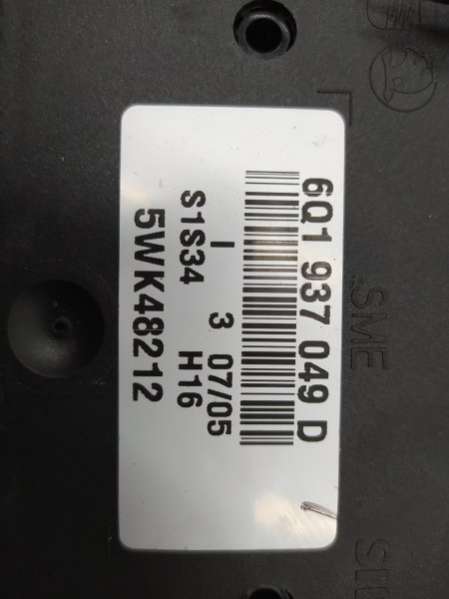 6Q1 937 049 D
I 3 07/05
S1S34 H16
5WK48212
SME